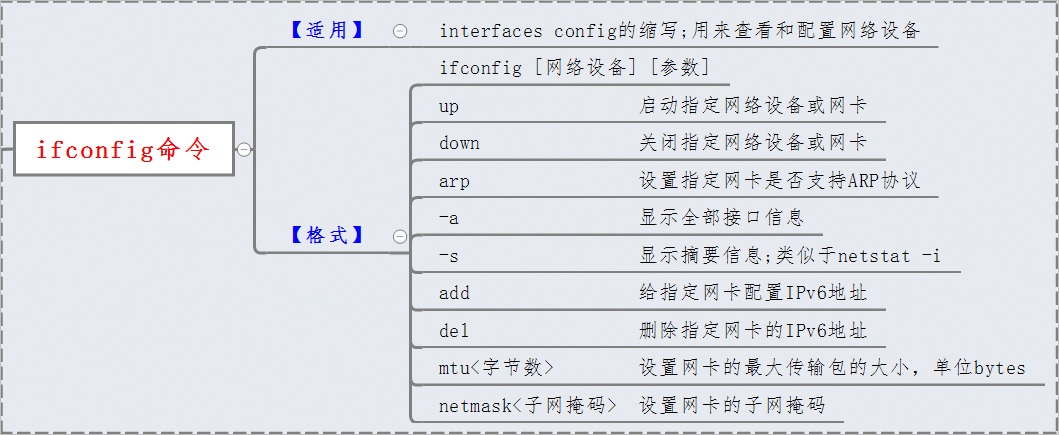 ifconfig命令
【适用】
interfaces config的缩写;用来查看和配置网络设备
【格式】
ifconfig [网络设备] [参数]
up 启动指定网络设备或网卡
down 关闭指定网络设备或网卡
arp 设置指定网卡是否支持ARP协议
-a 显示全部接口信息
-s 显示摘要信息;类似于netstat -i
add 给指定网卡配置IPv6地址
del 删除指定网卡的IPv6地址
mtu<字节数> 设置网卡的最大传输包的大小，单位bytes
netmask<子网掩码> 设置网卡的子网掩码